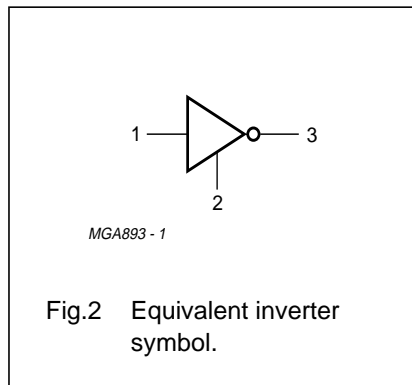 1
3
2
MGA893 - 1
Fig.2 Equivalent inverter
symbol.